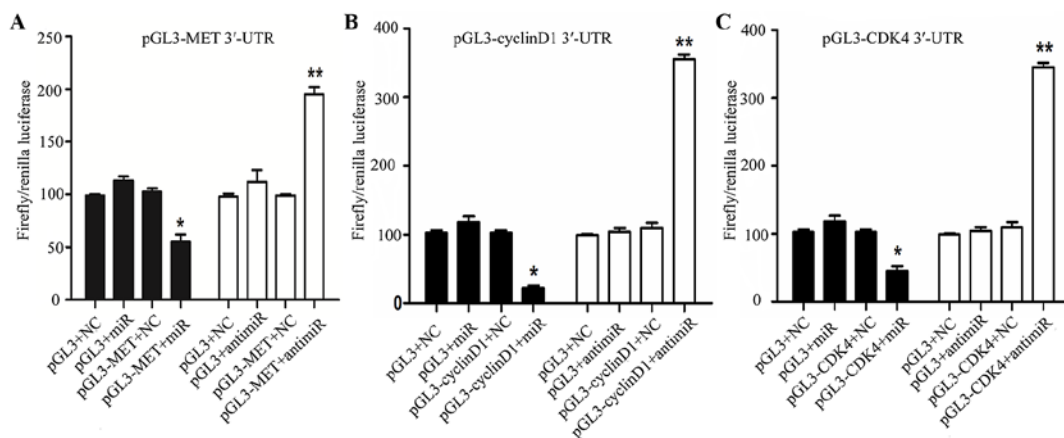 A
pGL3-MET 3′-UTR
Firefly/renilla luciferase
250
200
150
100
50
0
*
**
pGL3+NC
pGL3+miR
pGL3-MET+NC
pGL3-MET+miR
pGL3+NC
pGL3+antimiR
pGL3-MET+NC
pGL3-MET+antimiR
B
pGL3-cyclinD1 3′-UTR
Firefly/renilla luciferase
400
300
200
100
0
*
**
pGL3+NC
pGL3+miR
pGL3-cyclinD1+NC
pGL3-cyclinD1+miR
pGL3+NC
pGL3+antimiR
pGL3-cyclinD1+NC
pGL3-cyclinD1+antimiR
C
pGL3-CDK4 3′-UTR
Firefly/renilla luciferase
400
300
200
100
0
*
**
pGL3+NC
pGL3+miR
pGL3-CDK4+NC
pGL3-CDK4+miR
pGL3+NC
pGL3+antimiR
pGL3-CDK4+NC
pGL3-CDK4+antimiR